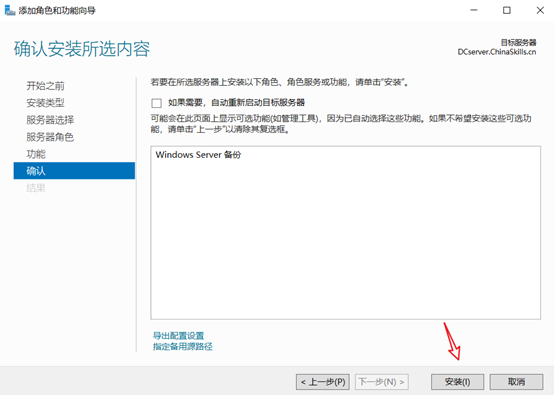 添加角色和功能向导
确认安装所选内容
目标服务器
DCserver.ChinaSkills.cn
开始之前
安装类型
服务器选择
服务器角色
功能
确认
结果
若要在所选服务器上安装以下角色、角色服务或功能，请单击"安装"。
如果需要，自动重新启动目标服务器
可能会在此页面上显示可选功能(如管理工具)，因为已自动选择这些功能。如果不希望安装这些可选功
能，请单击"上一步"以清除其复选框。
Windows Server 备份
导出配置设置
指定备用源路径
< 上一步(P)
下一步(N) >
安装(I)
取消